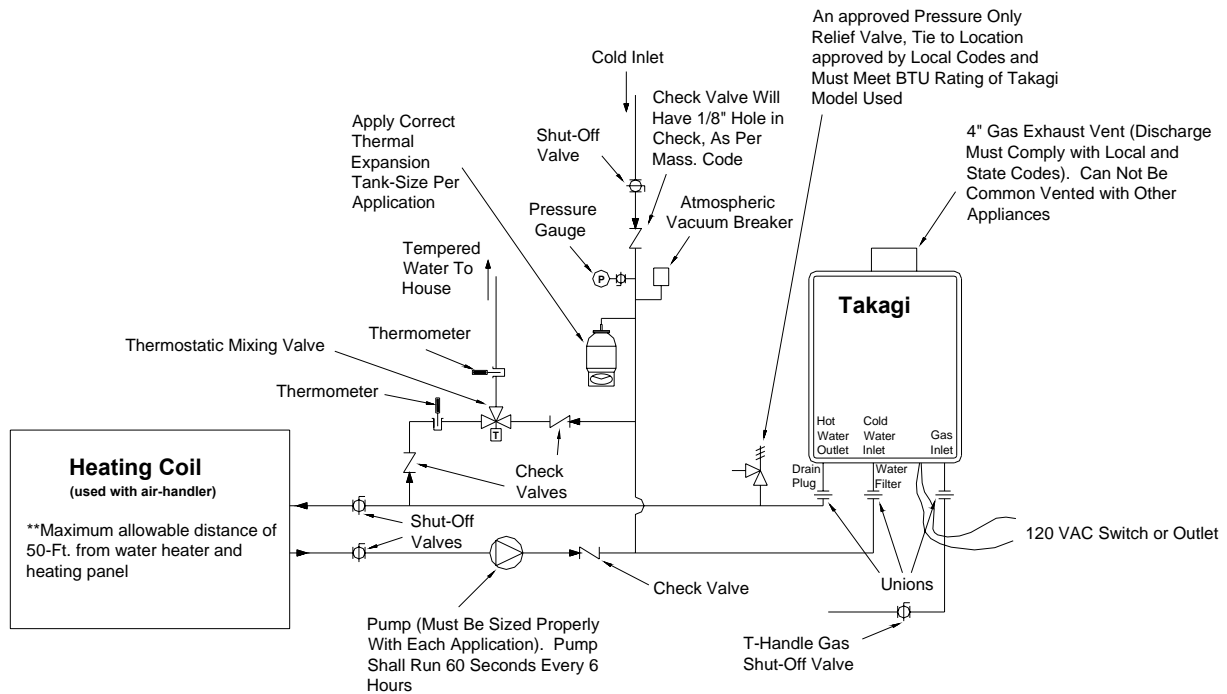 An approved Pressure Only
Relief Valve, Tie to Location
approved by Local Codes and
Must Meet BTU Rating of Takagi
Model Used
Cold Inlet
Check Valve Will
Have 1/8" Hole in
Check, As Per
Mass. Code
Apply Correct
Thermal
Expansion
Tank-Size Per
Application
Shut-Off
Valve
4" Gas Exhaust Vent (Discharge
Must Comply with Local and
State Codes).  Can Not Be
Common Vented with Other
Appliances
Pressure
Gauge
Atmospheric
Vacuum Breaker
P
Tempered
Water To
House
Takagi
Thermometer
Thermostatic Mixing Valve
Thermometer
T
Hot
Water
Outlet
Cold
Water
Inlet
Gas
Inlet
Heating Coil
(used with air-handler)
**Maximum allowable distance of
50-Ft. from water heater and
heating panel
Check
Valves
Drain
Plug
Water
Filter
Shut-Off
Valves
120 VAC Switch or Outlet
Check Valve
Unions
Pump (Must Be Sized Properly
With Each Application).  Pump
Shall Run 60 Seconds Every 6
Hours
T-Handle Gas
Shut-Off Valve